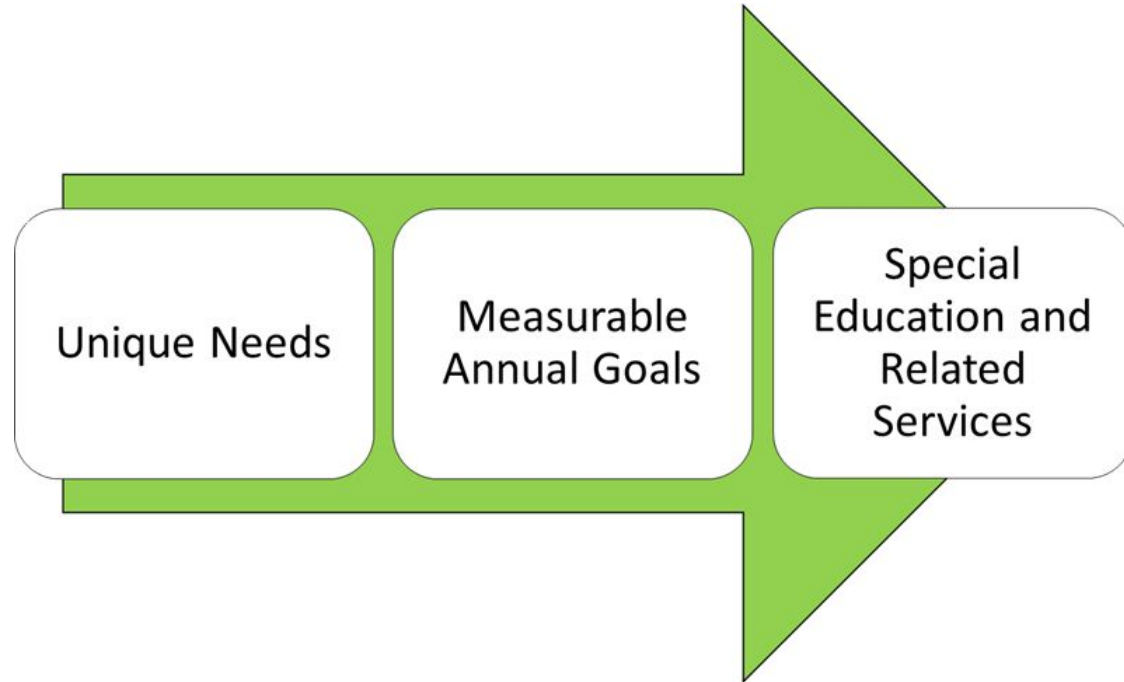 Unique Needs
Measurable
Annual Goals
Special
Education and
Related
Services